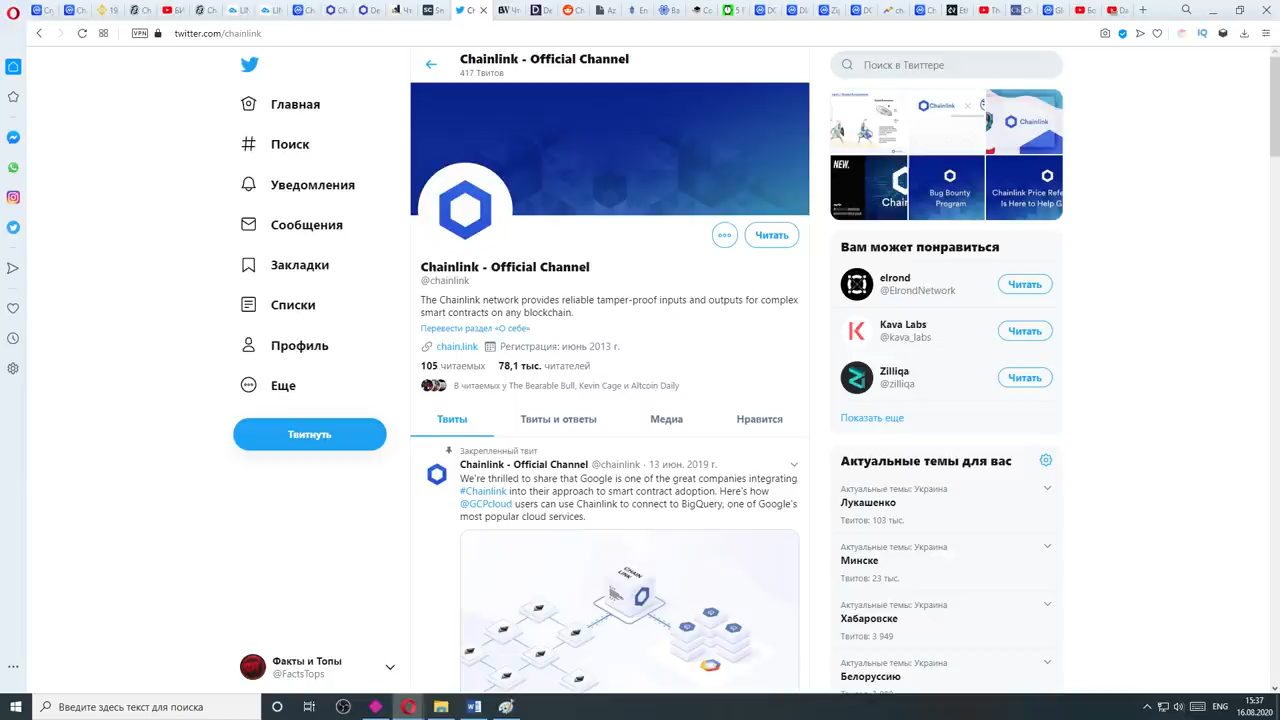 twitter.com/chainlink
VPN
Главная
Поиск
Уведомления
Сообщения
Закладки
Списки
Профиль
Еще
Твитнуть
Факты и Топы
@FactsTops
Chainlink - Official Channel
417 Твитов
Читать
Chainlink - Official Channel
@chainlink
The Chainlink network provides reliable tamper-proof inputs and outputs for complex
smart contracts on any blockchain.
Перевести раздел «О себе»
chain.link Регистрация: июнь 2013 г.
105 читаемых 78,1 тыс. читателей
В читаемых у The Bearable Bull, Kevin Cage и Altcoin Daily
Твиты Твиты и ответы Медиа Нравится
Закрепленный твит
Chainlink - Official Channel @chainlink · 13 июн. 2019 г.
We're thrilled to share that Google is one of the great companies integrating
#Chainlink into their approach to smart contract adoption. Here's how
@GCPcloud users can use Chainlink to connect to BigQuery, one of Google's
most popular cloud services.
CHAIN
LINK
Поиск в Твиттере
Chainlink
Chainlink
NEW.
Chai
Bug Bounty
Program
Chainlink Price Refe
Is Here to Help G
Вам может понравиться
elrond
@ElrondNetwork
Читать
Kava Labs
@kava_labs
Читать
Zilliqa
@zilliqa
Читать
Показать еще
Актуальные темы для вас
Актуальные темы: Украина
Лукашенко
Твитов: 103 тыс.
Актуальные темы: Украина
Минске
Твитов: 23 тыс.
Актуальные темы: Украина
Хабаровске
Твитов: 3 949
Актуальные темы: Украина
Белоруссию
Введите здесь текст для поиска
ENG
15:37
16.08.2020